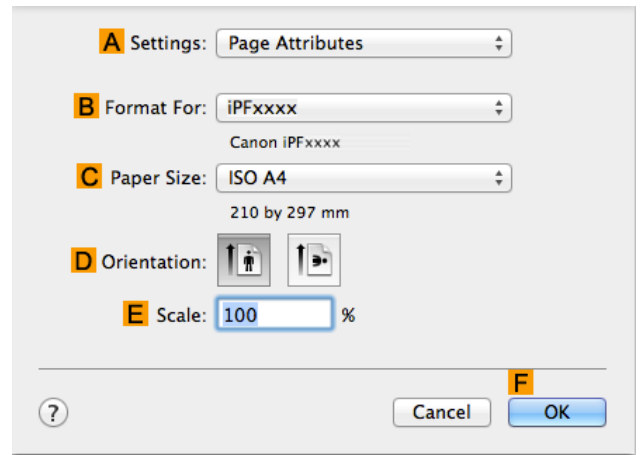 A Settings: Page Attributes
B Format For: iPFxxxx
Canon iPFxxxx
C Paper Size: ISO A4
210 by 297 mm
D Orientation:
E Scale: 100 %
F
? Cancel OK